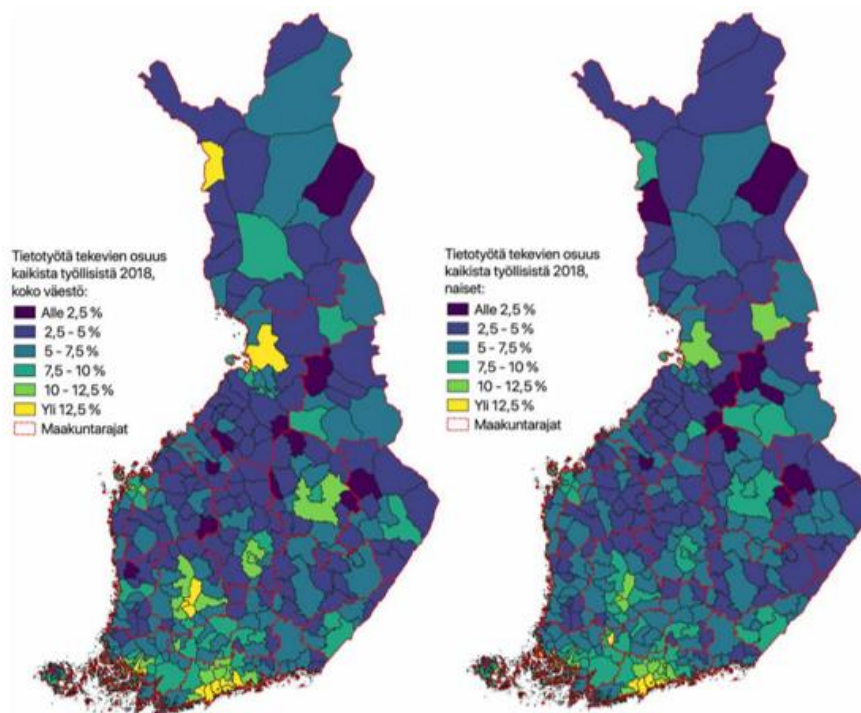 Tietotyötä tekevien osuus
kaikista työllisistä 2018,
koko väestö:
Alle 2,5 %
2,5 - 5 %
5 - 7,5 %
7,5 - 10 %
10 - 12,5 %
Yli 12,5 %
Maakuntarajat
Tietotyötä tekevien osuus
kaikista työllisistä 2018,
naiset:
Alle 2,5 %
2,5 - 5 %
5 - 7,5 %
7,5 - 10 %
10 - 12,5 %
Yli 12,5 %
Maakuntarajat